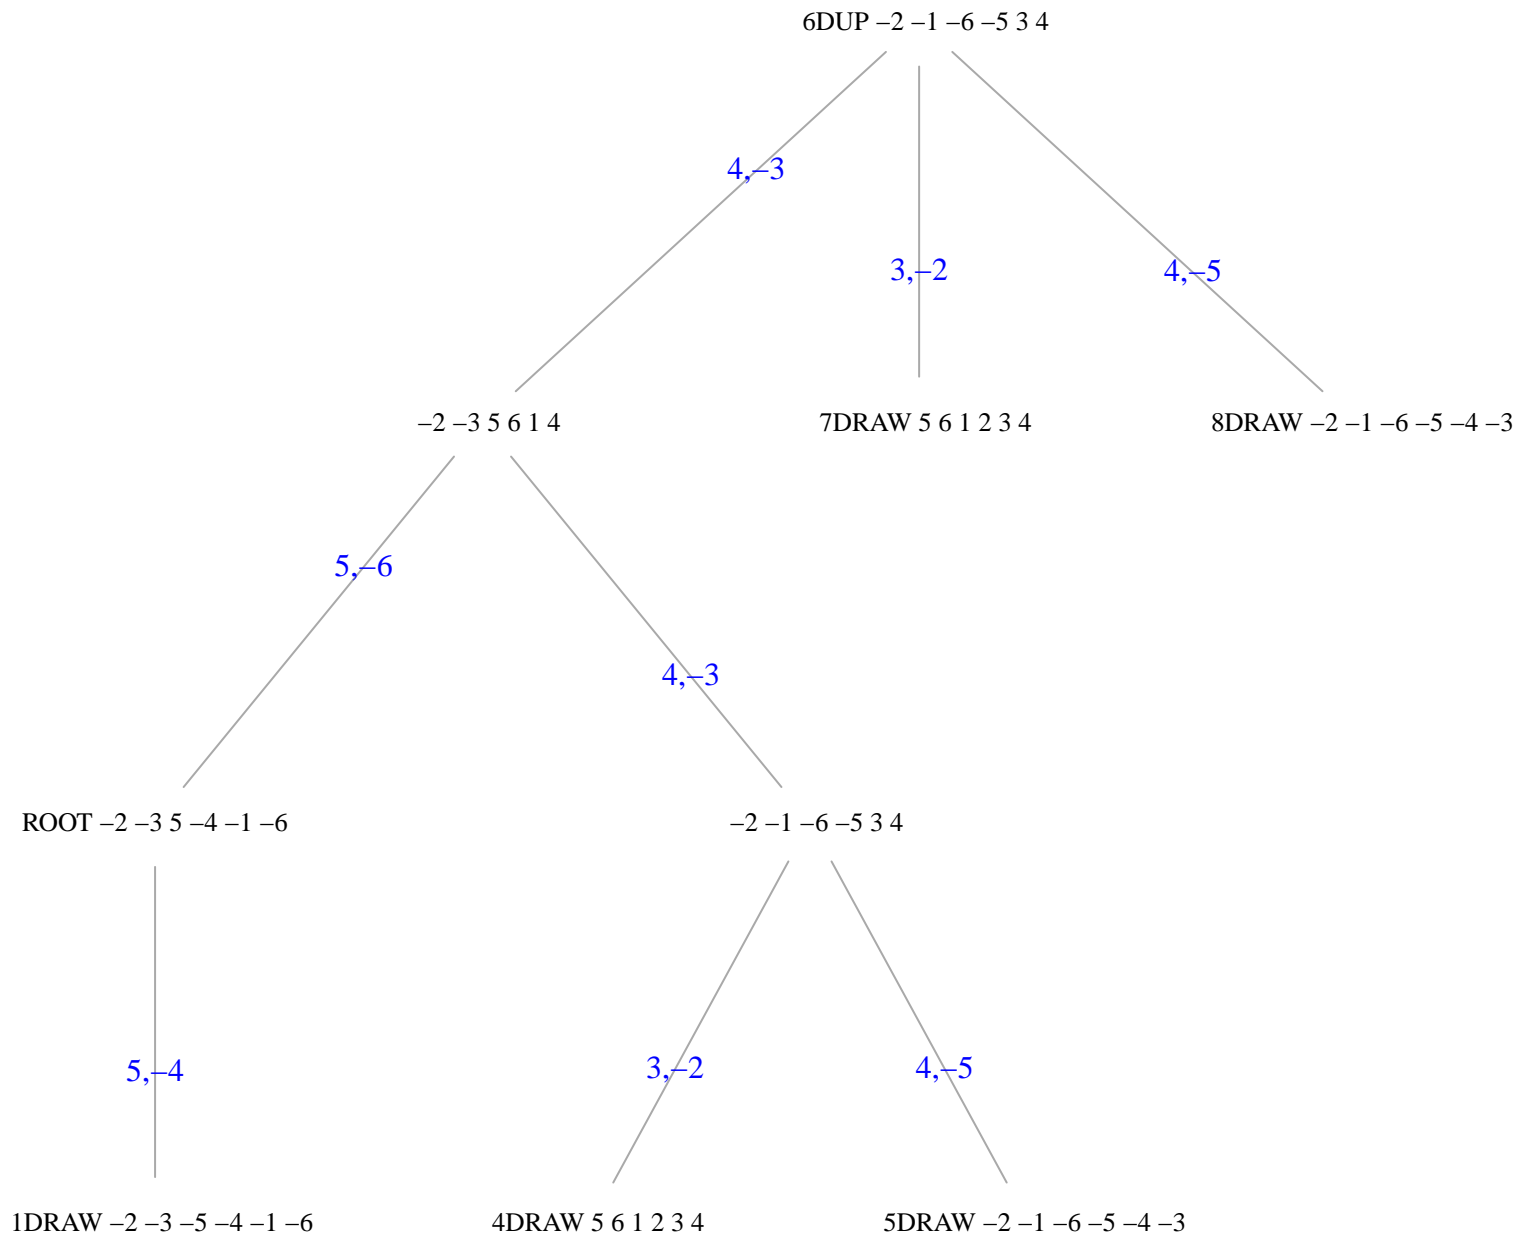 6DUP –2 –1 –6 –5 3 4
4,–3
3,–2
4,–5
–2 –3 5 6 1 4
7DRAW 5 6 1 2 3 4
8DRAW –2 –1 –6 –5 –4 –3
5,–6
4,–3
ROOT –2 –3 5 –4 –1 –6
–2 –1 –6 –5 3 4
5,–4
3,–2
4,–5
1DRAW –2 –3 –5 –4 –1 –6
4DRAW 5 6 1 2 3 4
5DRAW –2 –1 –6 –5 –4 –3